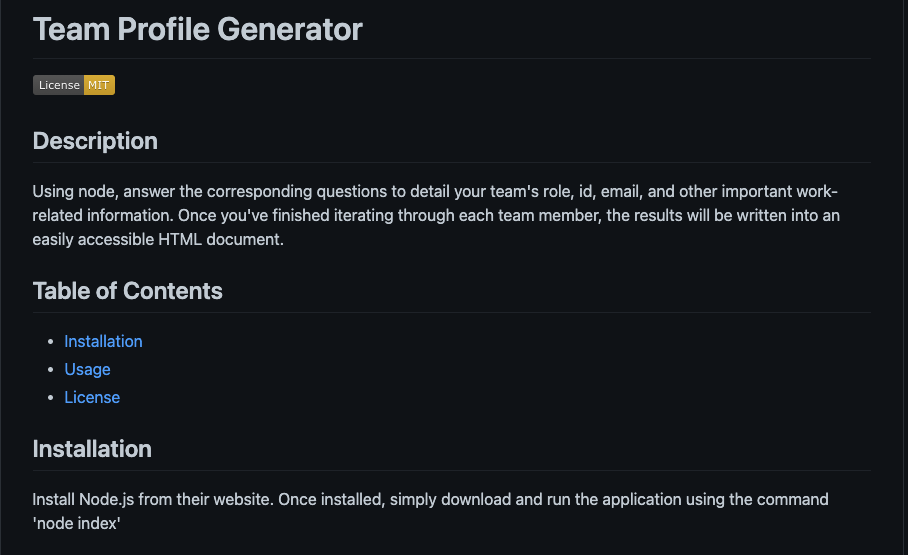 Team Profile Generator
License MIT
Description
Using node, answer the corresponding questions to detail your team's role, id, email, and other important work-
related information. Once you've finished iterating through each team member, the results will be written into an
easily accessible HTML document.
Table of Contents
Installation
Usage
License
Installation
Install Node.js from their website. Once installed, simply download and run the application using the command
'node index'